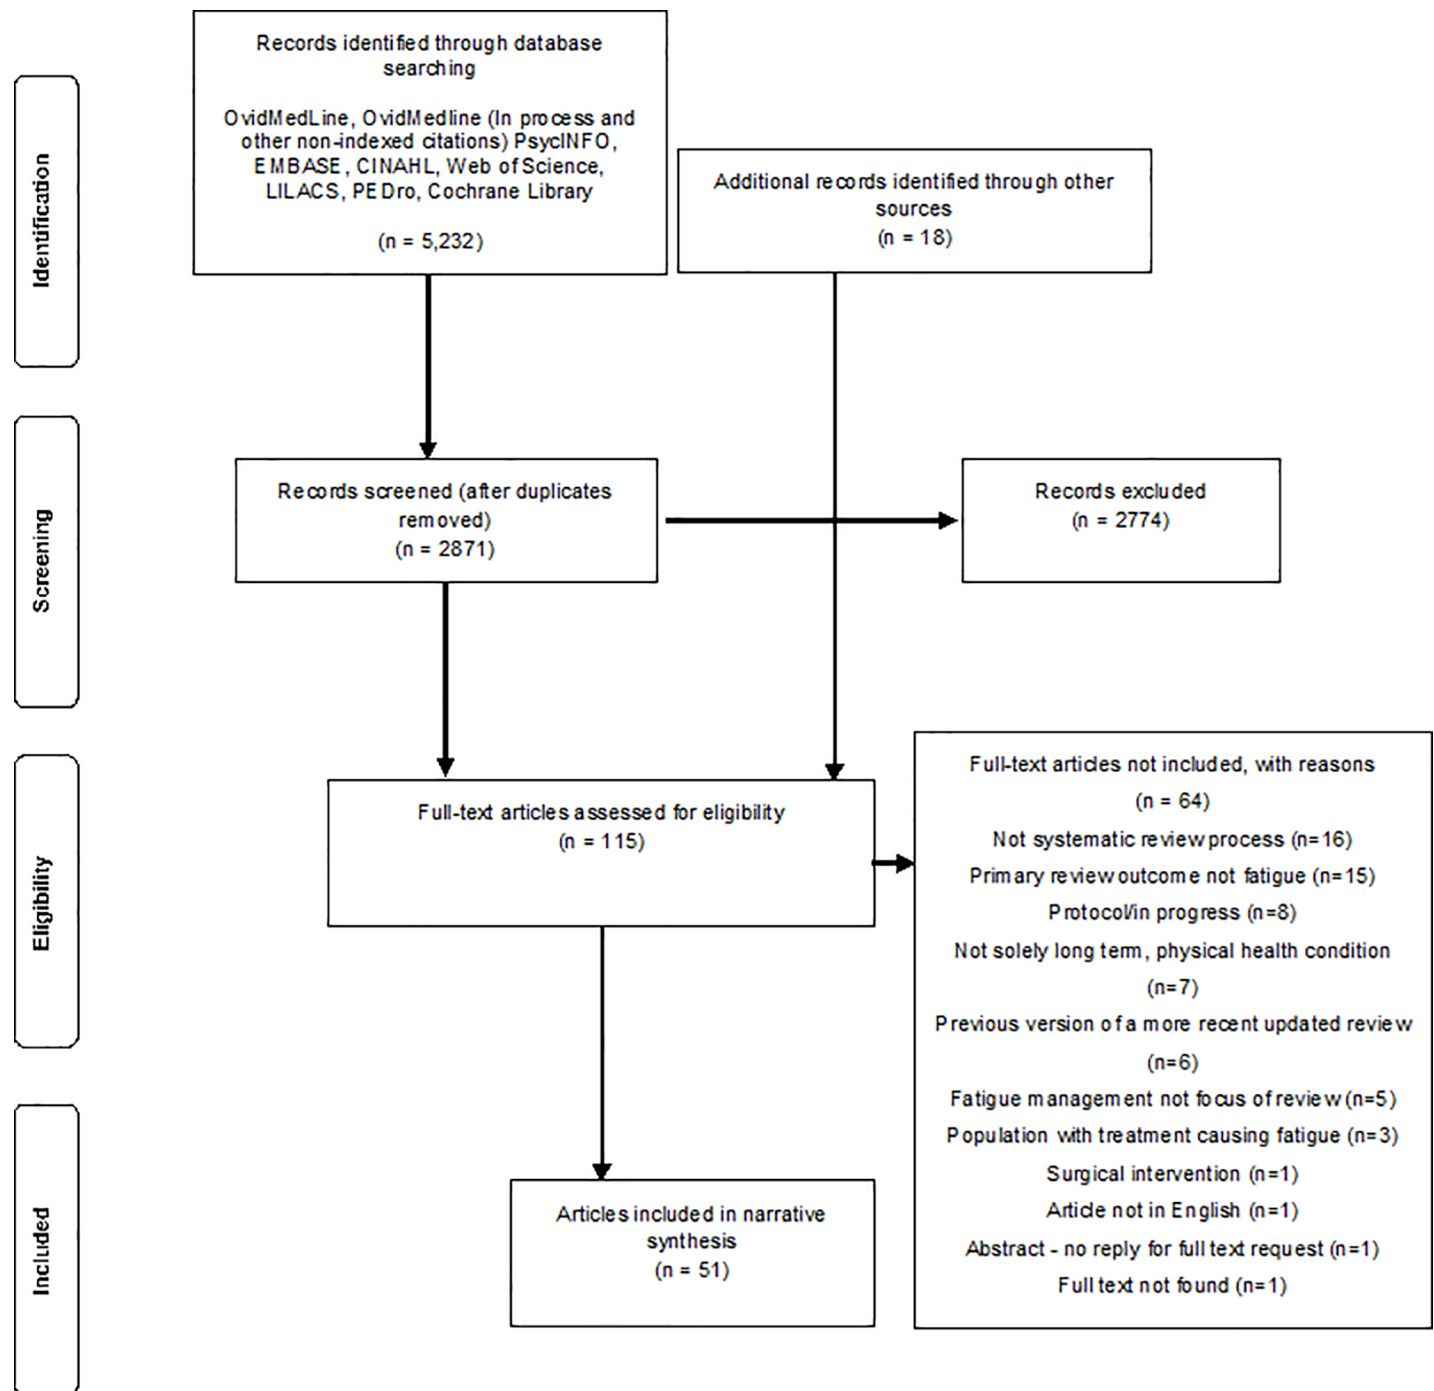 Identification
Records identified through database
searching
OvidMedLine, OvidMedline (In process and
other non-indexed citations) PsycINFO,
EMBASE, CINAHL, Web of Science,
LILACS, PEDro, Cochrane Library
(n = 5,232)
Additional records identified through other
sources
(n = 18)
Screening
Records screened (after duplicates
removed)
(n = 2871)
Records excluded
(n = 2774)
Eligibility
Full-text articles assessed for eligibility
(n = 115)
Full-text articles not included, with reasons
(n = 64)
Not systematic review process (n=16)
Primary review outcome not fatigue (n=15)
Protocol/in progress (n=8)
Not solely long term, physical health condition
(n=7)
Previous version of a more recent updated review
(n=6)
Fatigue management not focus of review (n=5)
Population with treatment causing fatigue (n=3)
Surgical intervention (n=1)
Article not in English (n=1)
Abstract - no reply for full text request (n=1)
Full text not found (n=1)
Included
Articles included in narrative
synthesis
(n = 51)